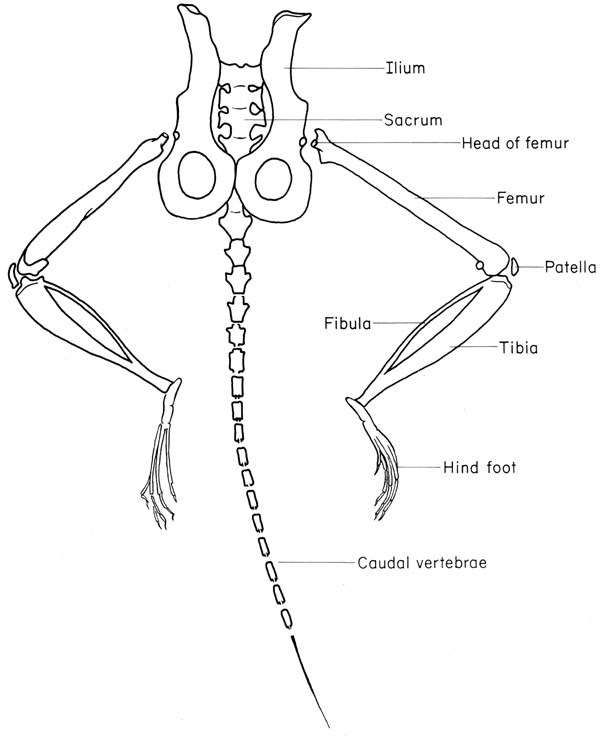 Ilium
Sacrum
Head of femur
Femur
Patella
Fibula
Tibia
Hind foot
Caudal vertebrae